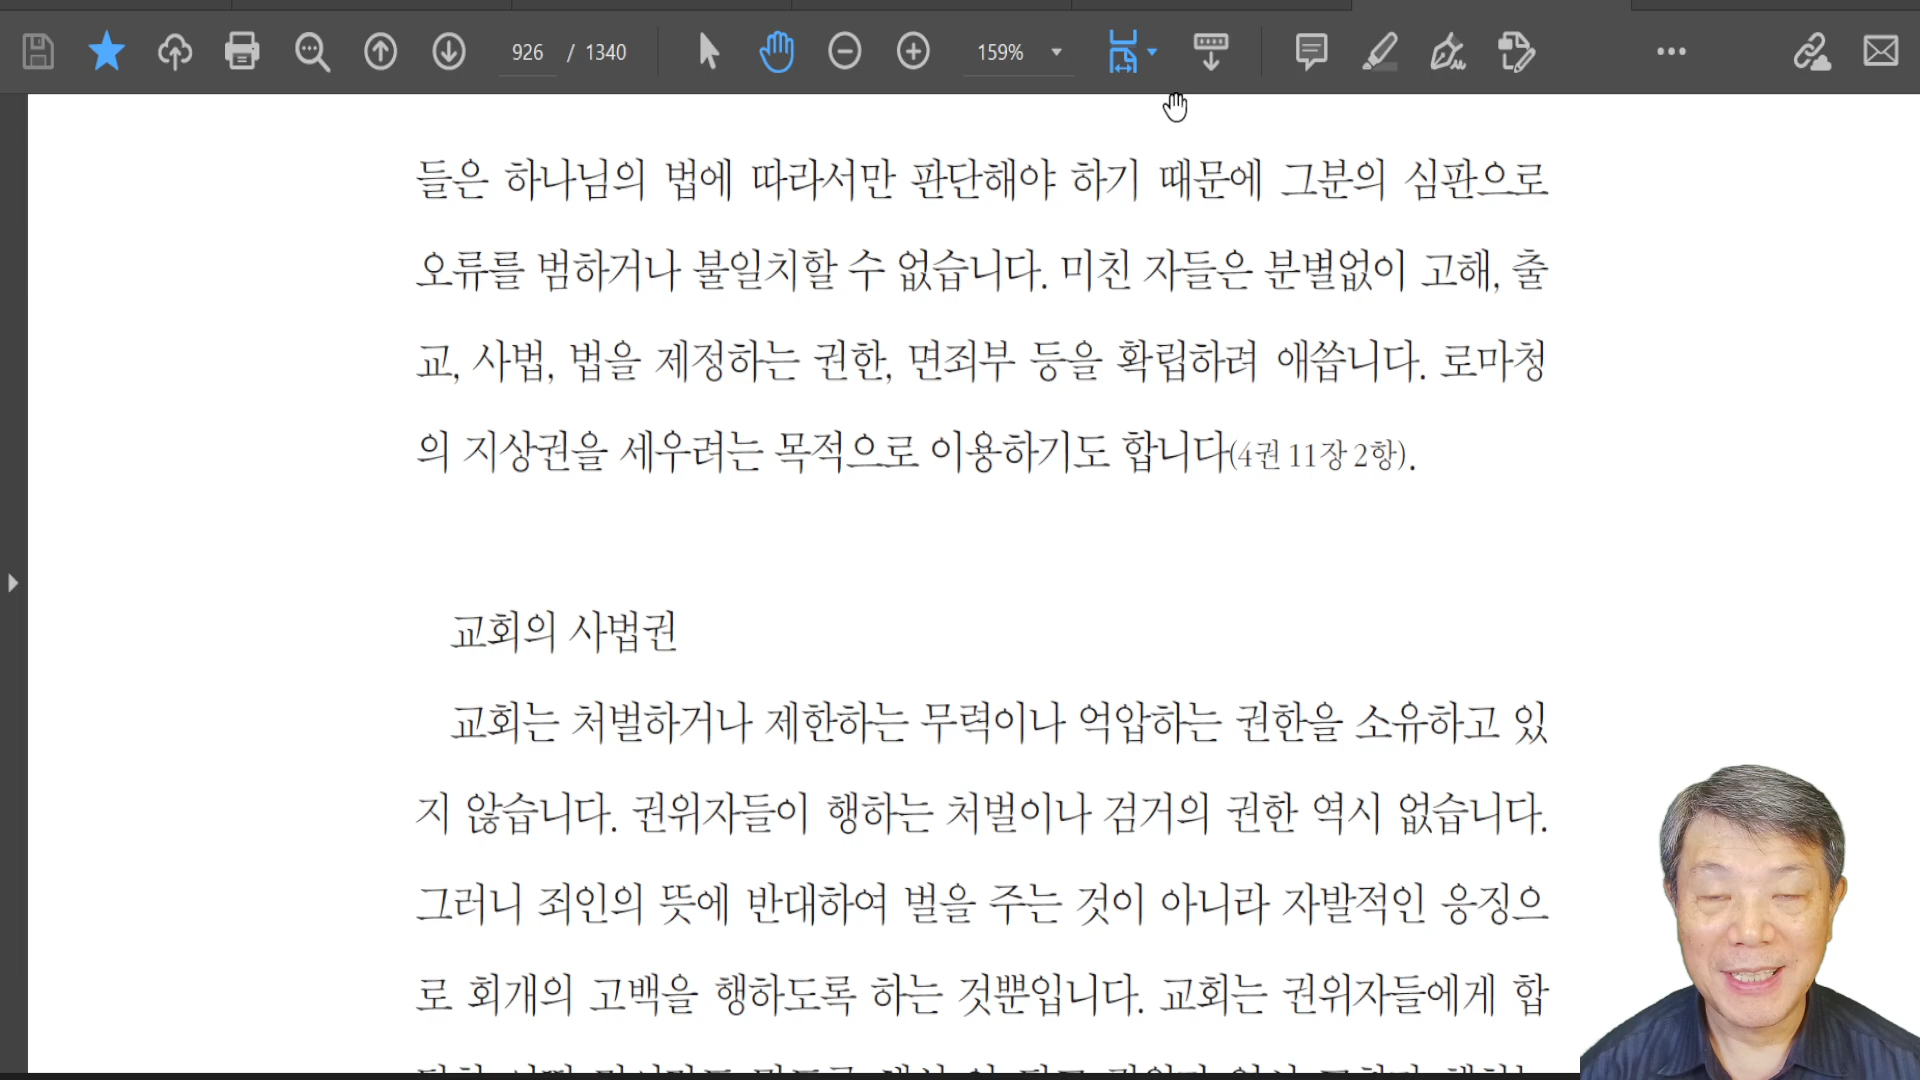 926 / 1340
159%
들은 하나님의 법에 따라서만 판단해야 하기 때문에 그분의 심판으로
오류를 범하거나 불일치할 수 없습니다. 미친 자들은 분별없이 고해, 출
교, 사법, 법을 제정하는 권한, 면죄부 등을 확립하려 애씁니다. 로마청
의 지상권을 세우려는 목적으로 이용하기도 합니다(4권 11장 2항).
교회의 사법권
교회는 처벌하거나 제한하는 무력이나 억압하는 권한을 소유하고 있
지 않습니다. 권위자들이 행하는 처벌이나 검거의 권한 역시 없습니다.
그러니 죄인의 뜻에 반대하여 벌을 주는 것이 아니라 자발적인 응징으
로 회개의 고백을 행하도록 하는 것뿐입니다. 교회는 권위자들에게 합